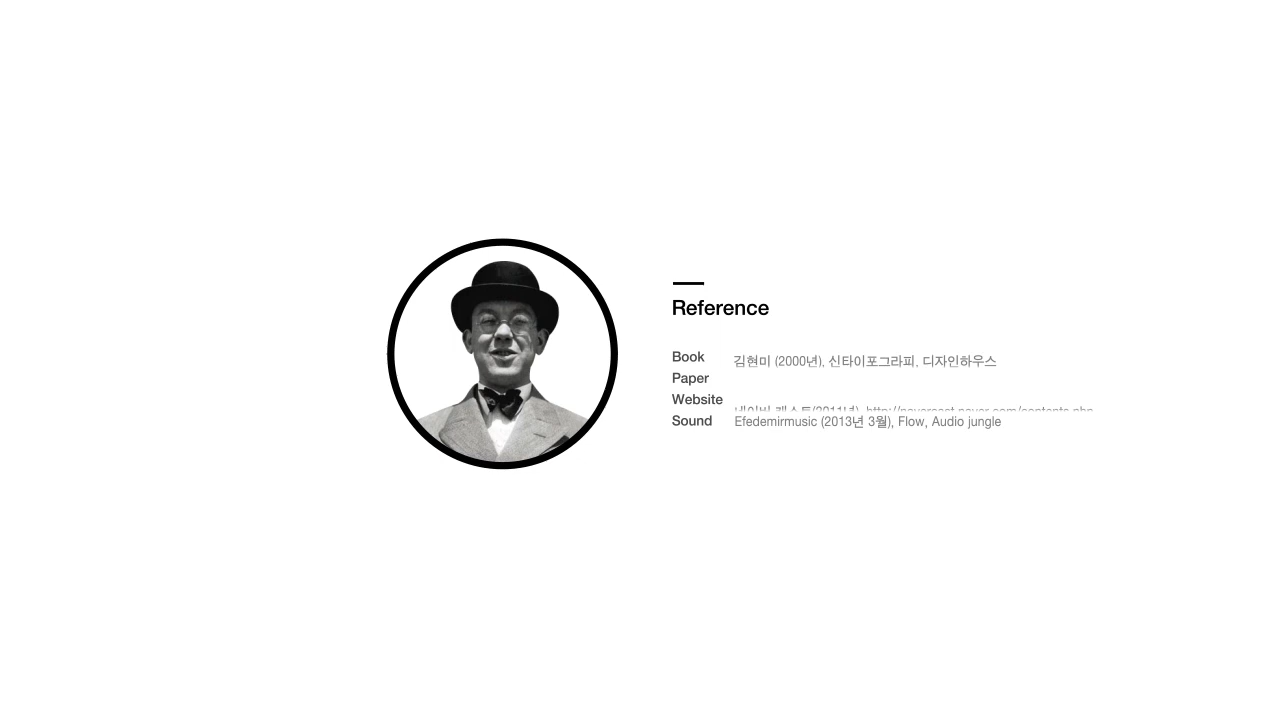 Reference
Book 김현미 (2000년), 신타이포그라피, 디자인하우스
Paper
Website
Sound Efedemirmusic (2013년 3월), Flow, Audio jungle